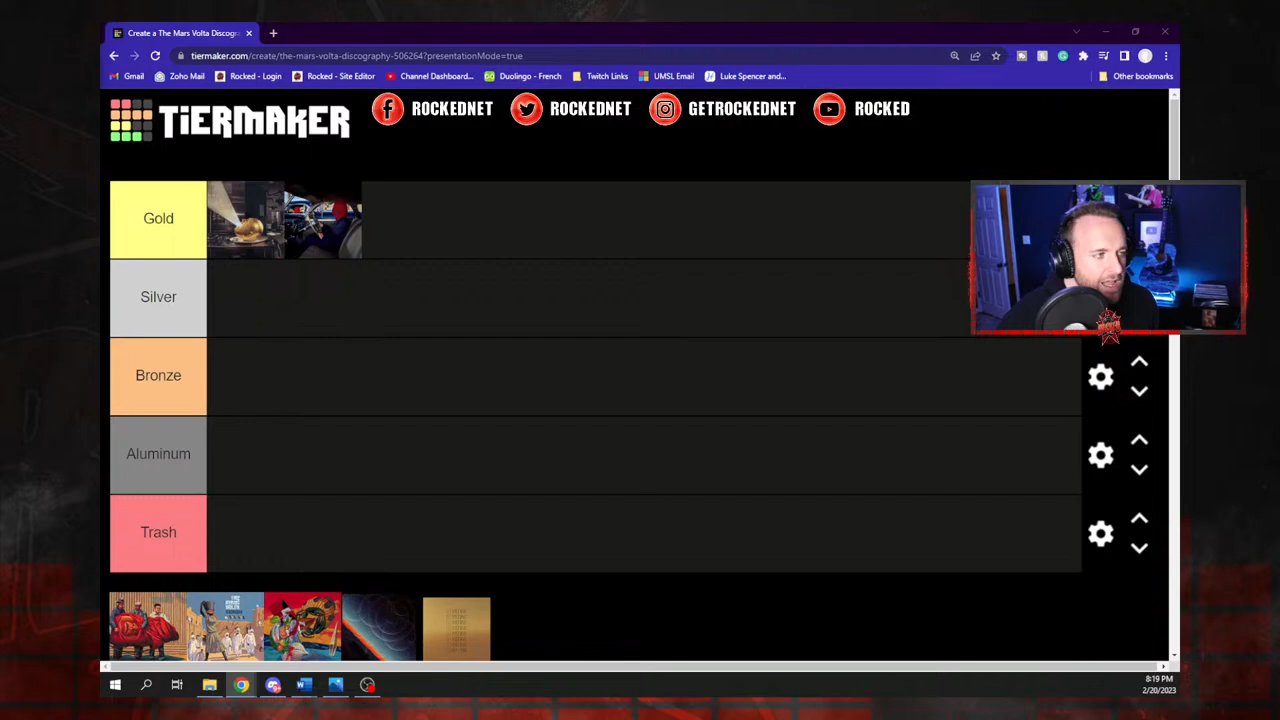 Create a The Mars Volta Discogr
tiermaker.com/create/the-mars-volta-discography-506264?presentationMode=true
Gmail
Zoho Mail
Rocked - Login
Rocked - Site Editor
Channel Dashboard...
Duolingo - French
Twitch Links
UMSL Email
Luke Spencer and...
Other bookmarks
TiERMAKER
ROCKEDNET
ROCKEDNET
GETROCKEDNET
ROCKED
Gold
Silver
Bronze
Aluminum
Trash
8:19 PM
2/20/2023